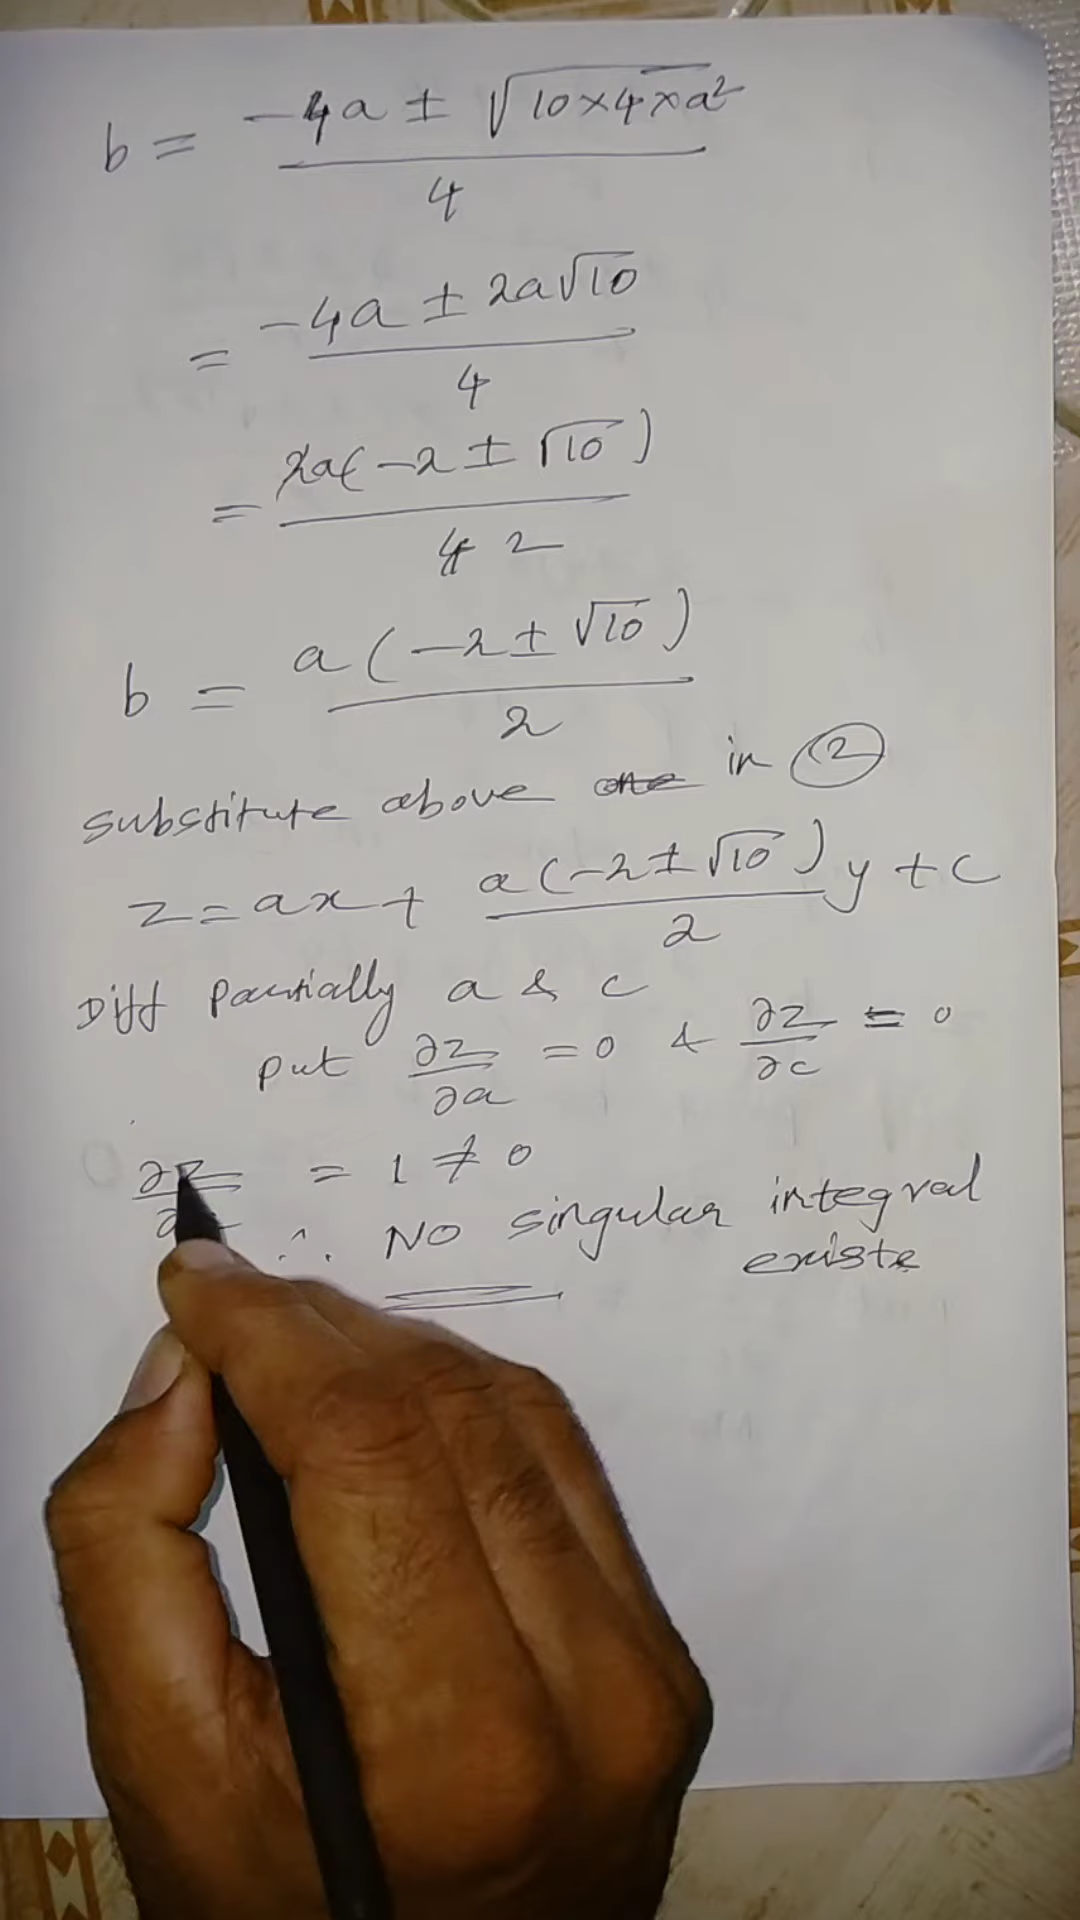 b = -4a ± √10×4×a²
4
= -4a ± 2a√10
4
= 2a(-2 ± √10)
4 2
b = a(-2 ± √10)
2
substitute above in ②
z = ax + a(-2 ± √10) y + c
2
Diff partially a & c
put ∂z/∂a = 0 & ∂z/∂c = 0
∂z = 1 ≠ 0
∴ NO singular integral
exists